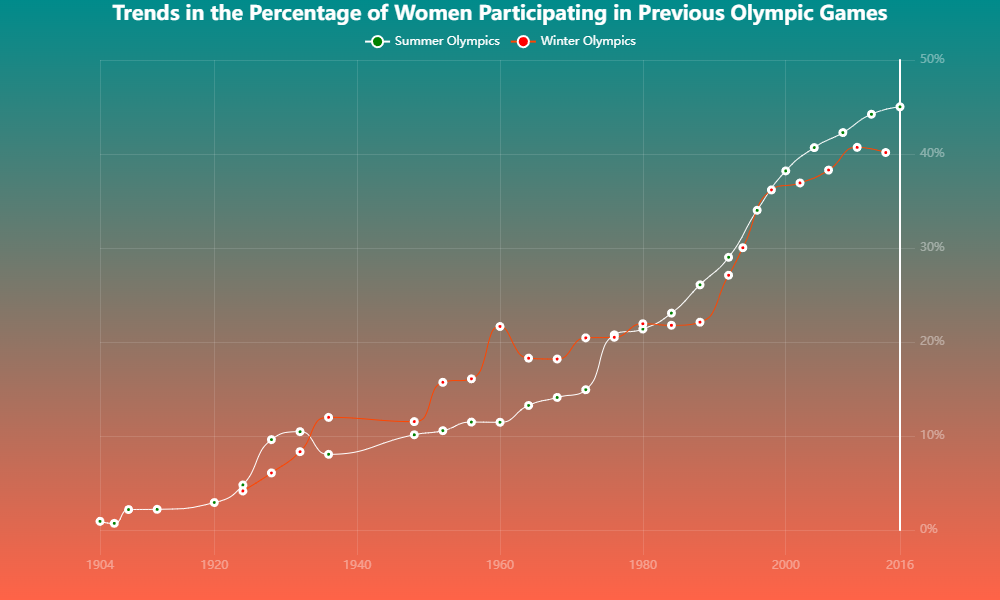 Trends in the Percentage of Women Participating in Previous Olympic Games
Summer Olympics Winter Olympics
50%
40%
30%
20%
10%
0%
1904 1920 1940 1960 1980 2000 2016